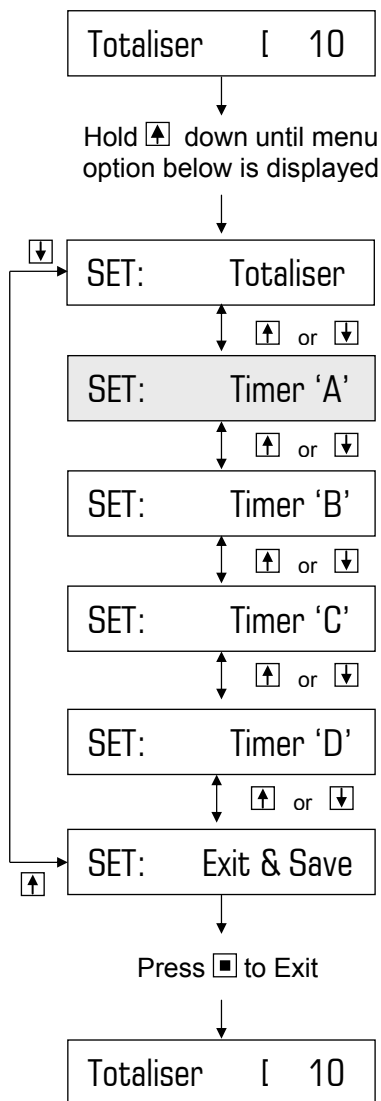 Totaliser [ 10
Hold down until menu
option below is displayed
SET: Totaliser
or
SET: Timer ‘A’
or
SET: Timer ‘B’
or
SET: Timer ‘C’
or
SET: Timer ‘D’
or
SET: Exit & Save
Press to Exit
Totaliser [ 10